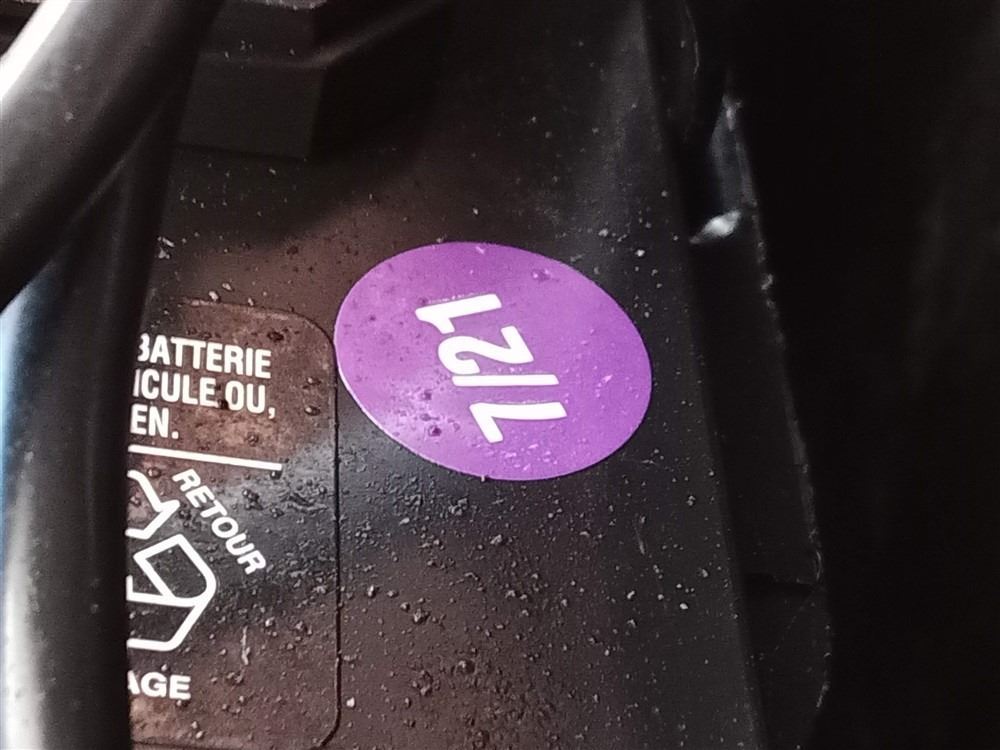 BATTERIE
ICULE OU,
EN.
RETOUR
AGE
7/21